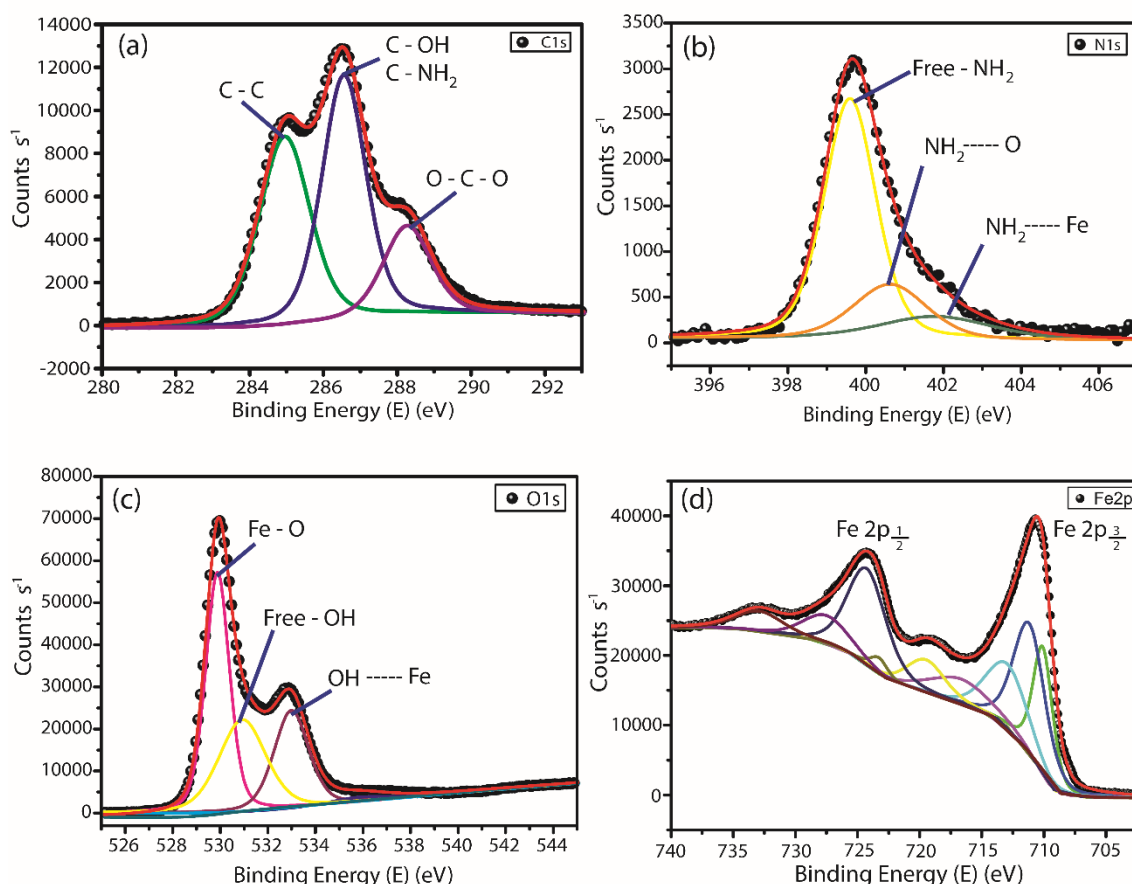 (a)
C1s
C - OH
C - NH₂
C - C
O - C - O
14000
12000
10000
8000
6000
4000
2000
0
-2000
Counts s⁻¹
280 282 284 286 288 290 292
Binding Energy (E) (eV)
(b)
N1s
Free - NH₂
NH₂----- O
NH₂----- Fe
3500
3000
2500
2000
1500
1000
500
0
Counts s⁻¹
396 398 400 402 404 406
Binding Energy (E) (eV)
(c)
O1s
Fe - O
Free - OH
OH ----- Fe
80000
70000
60000
50000
40000
30000
20000
10000
0
Counts s⁻¹
526 528 530 532 534 536 538 540 542 544
Binding Energy (E) (eV)
(d)
Fe2p
Fe 2p 1/2
Fe 2p 3/2
40000
30000
20000
10000
0
Counts s⁻¹
740 735 730 725 720 715 710 705
Binding Energy (E) (eV)